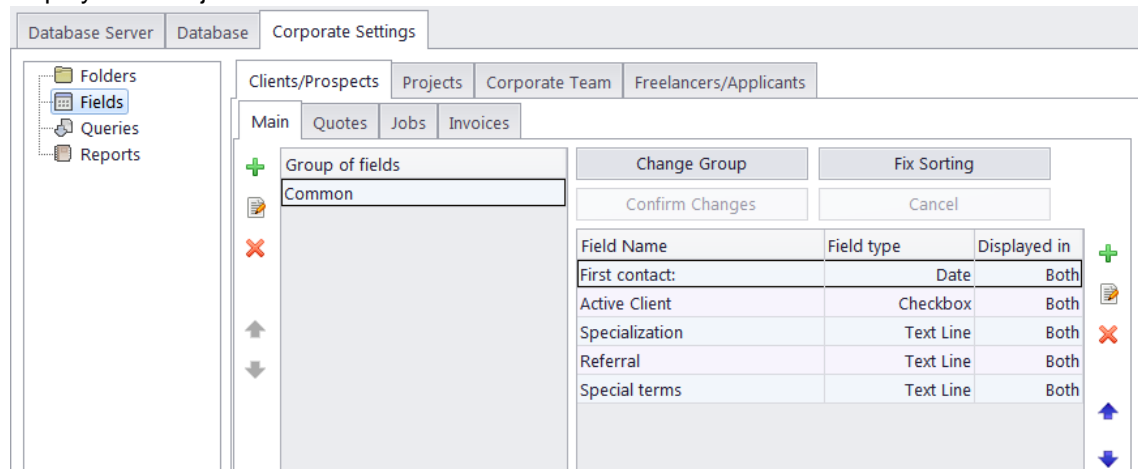 Database Server Database Corporate Settings
Folders
Fields
Queries
Reports
Clients/Prospects Projects Corporate Team Freelancers/Applicants
Main Quotes Jobs Invoices
Group of fields
Common
Change Group Fix Sorting
Confirm Changes Cancel
Field Name Field type Displayed in
First contact: Date Both
Active Client Checkbox Both
Specialization Text Line Both
Referral Text Line Both
Special terms Text Line Both